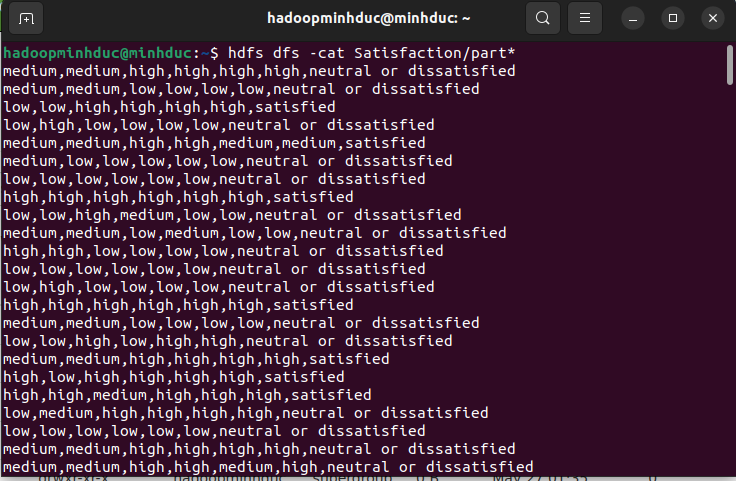 hadoopminhduc@minhduc: ~
hadoopminhduc@minhduc:~$ hdfs dfs -cat Satisfaction/part*
medium,medium,high,high,high,high,neutral or dissatisfied
medium,medium,low,low,low,low,neutral or dissatisfied
low,low,high,high,high,high,satisfied
low,high,low,low,low,low,neutral or dissatisfied
medium,medium,high,high,medium,medium,satisfied
medium,low,low,low,low,low,neutral or dissatisfied
low,low,low,low,low,low,neutral or dissatisfied
high,high,high,high,high,high,satisfied
low,low,high,medium,low,low,neutral or dissatisfied
medium,medium,low,medium,low,low,neutral or dissatisfied
high,high,low,low,low,low,neutral or dissatisfied
low,low,low,low,low,low,neutral or dissatisfied
low,high,low,low,low,low,neutral or dissatisfied
high,high,high,high,high,high,satisfied
medium,medium,low,low,low,low,neutral or dissatisfied
low,low,high,low,high,high,neutral or dissatisfied
medium,medium,high,high,high,high,satisfied
high,low,high,high,high,high,satisfied
high,high,medium,high,high,high,satisfied
low,medium,high,high,high,high,neutral or dissatisfied
low,low,low,low,low,low,neutral or dissatisfied
medium,medium,high,high,high,high,neutral or dissatisfied
medium,medium,high,high,medium,high,neutral or dissatisfied